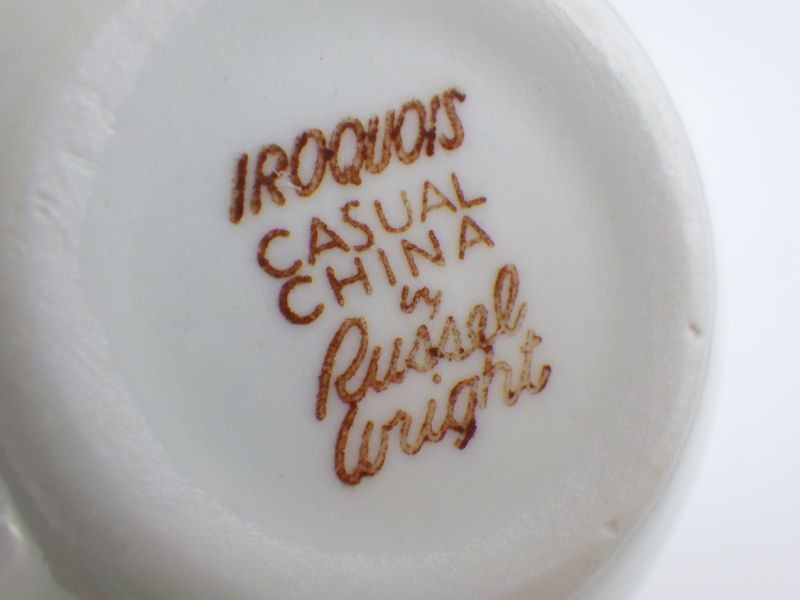 IROQUOIS
CASUAL
CHINA
by
Russel
Wright